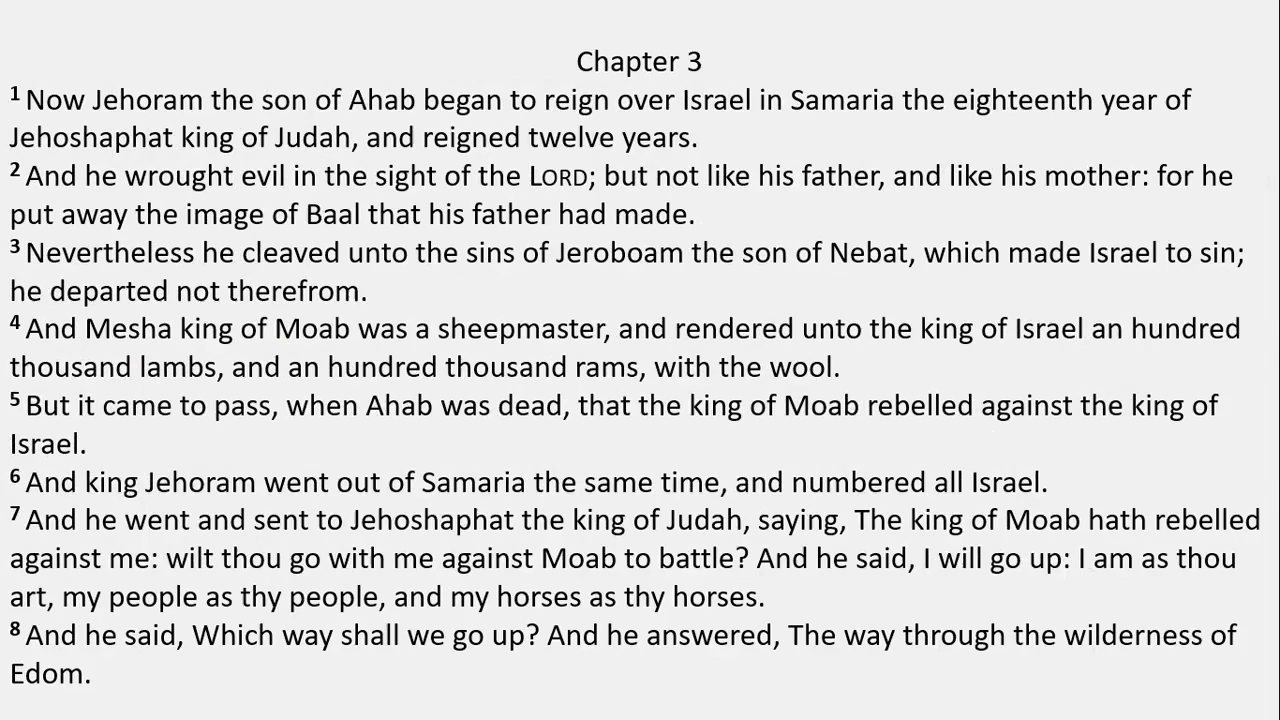 Chapter 3
1 Now Jehoram the son of Ahab began to reign over Israel in Samaria the eighteenth year of
Jehoshaphat king of Judah, and reigned twelve years.
2 And he wrought evil in the sight of the LORD; but not like his father, and like his mother: for he
put away the image of Baal that his father had made.
3 Nevertheless he cleaved unto the sins of Jeroboam the son of Nebat, which made Israel to sin;
he departed not therefrom.
4 And Mesha king of Moab was a sheepmaster, and rendered unto the king of Israel an hundred
thousand lambs, and an hundred thousand rams, with the wool.
5 But it came to pass, when Ahab was dead, that the king of Moab rebelled against the king of
Israel.
6 And king Jehoram went out of Samaria the same time, and numbered all Israel.
7 And he went and sent to Jehoshaphat the king of Judah, saying, The king of Moab hath rebelled
against me: wilt thou go with me against Moab to battle? And he said, I will go up: I am as thou
art, my people as thy people, and my horses as thy horses.
8 And he said, Which way shall we go up? And he answered, The way through the wilderness of
Edom.